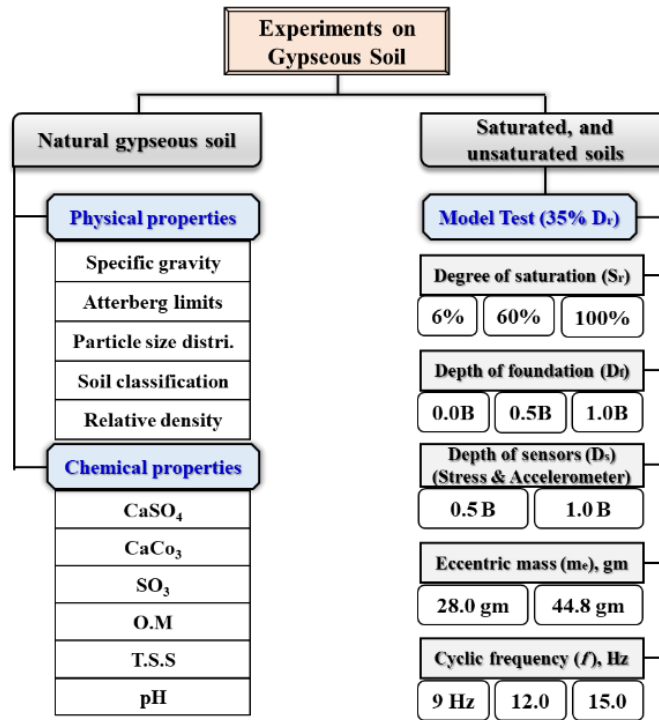 Experiments on
Gypseous Soil
Natural gypseous soil
Physical properties
Specific gravity
Atterberg limits
Particle size distri.
Soil classification
Relative density
Chemical properties
CaSO₄
CaCo₃
SO₃
O.M
T.S.S
pH
Saturated, and
unsaturated soils
Model Test (35% Dᵣ)
Degree of saturation (Sᵣ)
6% 60% 100%
Depth of foundation (D_f)
0.0B 0.5B 1.0B
Depth of sensors (Dₛ)
(Stress & Accelerometer)
0.5 B 1.0 B
Eccentric mass (mₑ), gm
28.0 gm 44.8 gm
Cyclic frequency (f), Hz
9 Hz 12.0 15.0